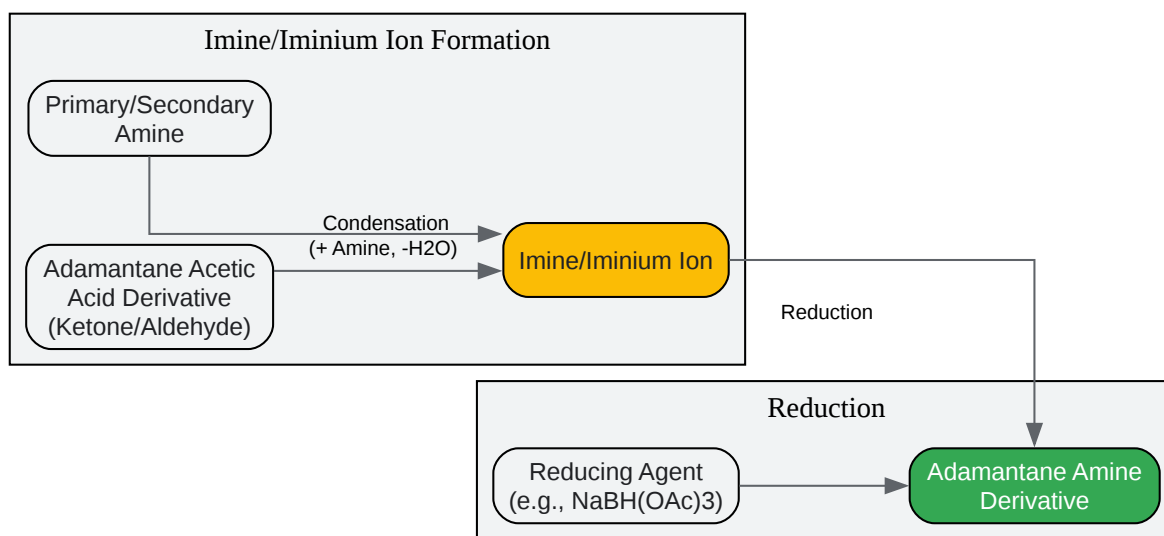 Imine/Iminium Ion Formation
Primary/Secondary
Amine
Condensation
(+ Amine, -H2O)
Adamantane Acetic
Acid Derivative
(Ketone/Aldehyde)
Imine/Iminium Ion
Reduction
Reduction
Reducing Agent
(e.g., NaBH(OAc)3)
Adamantane Amine
Derivative